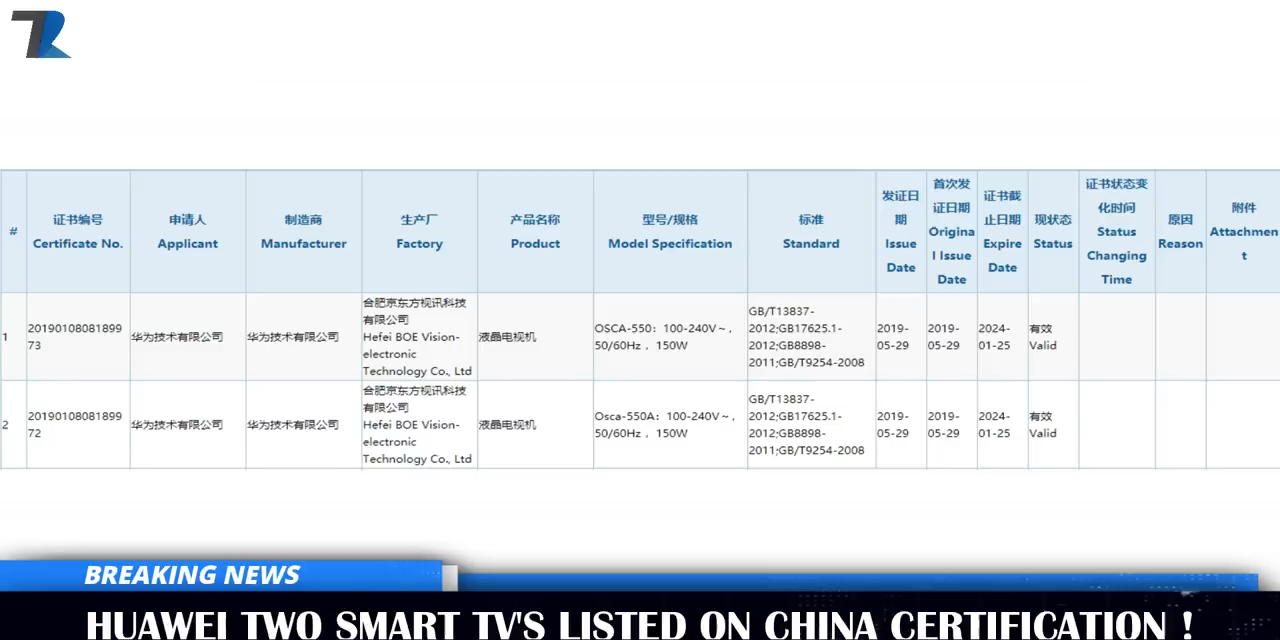 TR
#
证书编号
Certificate No.
申请人
Applicant
制造商
Manufacturer
生产厂
Factory
产品名称
Product
型号/规格
Model Specification
标准
Standard
发证日
期
Issue
Date
首次发
证日期
Origina
l Issue
Date
证书截
止日期
Expire
Date
现状态
Status
证书状态变
化时间
Status
Changing
Time
原因
Reason
附件
Attachmen
t
1
20190108081899
73
华为技术有限公司
华为技术有限公司
合肥京东方视讯科技
有限公司
Hefei BOE Vision-
electronic
Technology Co., Ltd
液晶电视机
OSCA-550：100-240V～,
50/60Hz， 150W
GB/T13837-
2012;GB17625.1-
2012;GB8898-
2011;GB/T9254-2008
2019-
05-29
2019-
05-29
2024-
01-25
有效
Valid
2
20190108081899
72
华为技术有限公司
华为技术有限公司
合肥京东方视讯科技
有限公司
Hefei BOE Vision-
electronic
Technology Co., Ltd
液晶电视机
Osca-550A：100-240V～,
50/60Hz， 150W
GB/T13837-
2012;GB17625.1-
2012;GB8898-
2011;GB/T9254-2008
2019-
05-29
2019-
05-29
2024-
01-25
有效
Valid
BREAKING NEWS
HUAWEI TWO SMART TV'S LISTED ON CHINA CERTIFICATION !